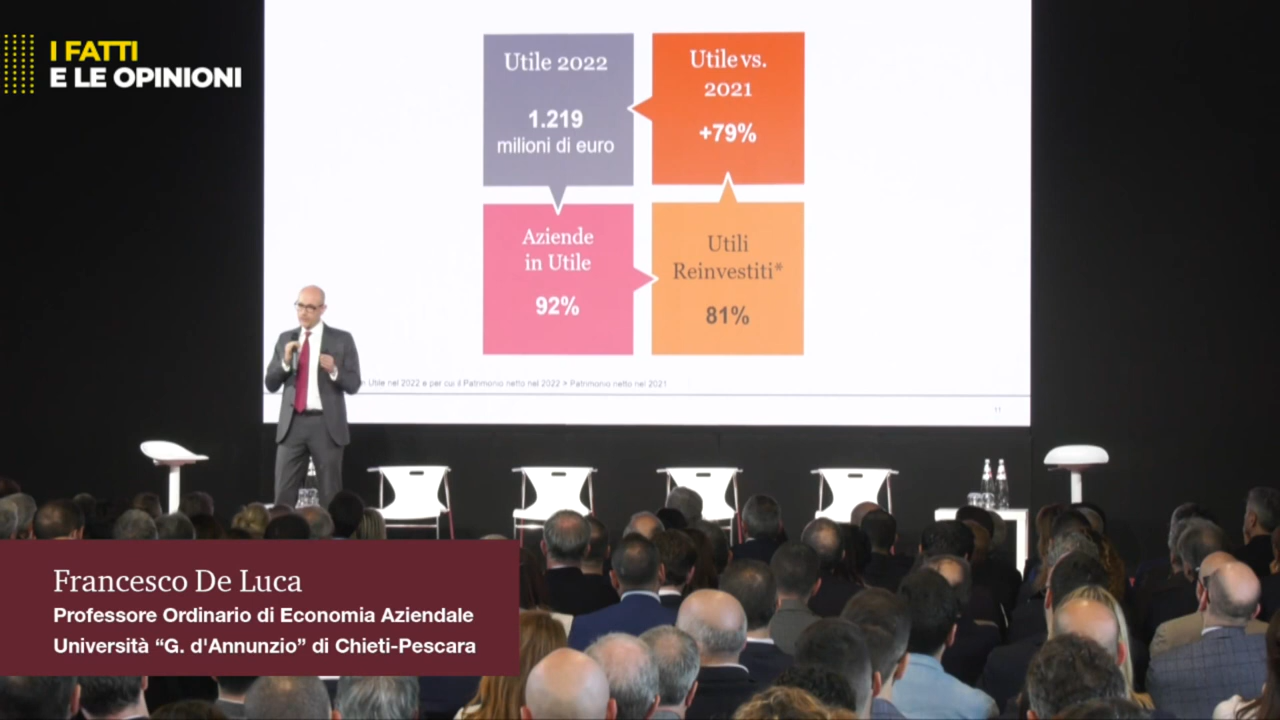 I FATTI
E LE OPINIONI
Utile 2022
1.219
milioni di euro
Utile vs.
2021
+79%
Aziende
in Utile
92%
Utili
Reinvestiti*
81%
Utile nel 2022 e per cui il Patrimonio netto nel 2022 > Patrimonio netto nel 2021
11
Francesco De Luca
Professore Ordinario di Economia Aziendale
Università “G. d'Annunzio” di Chieti-Pescara